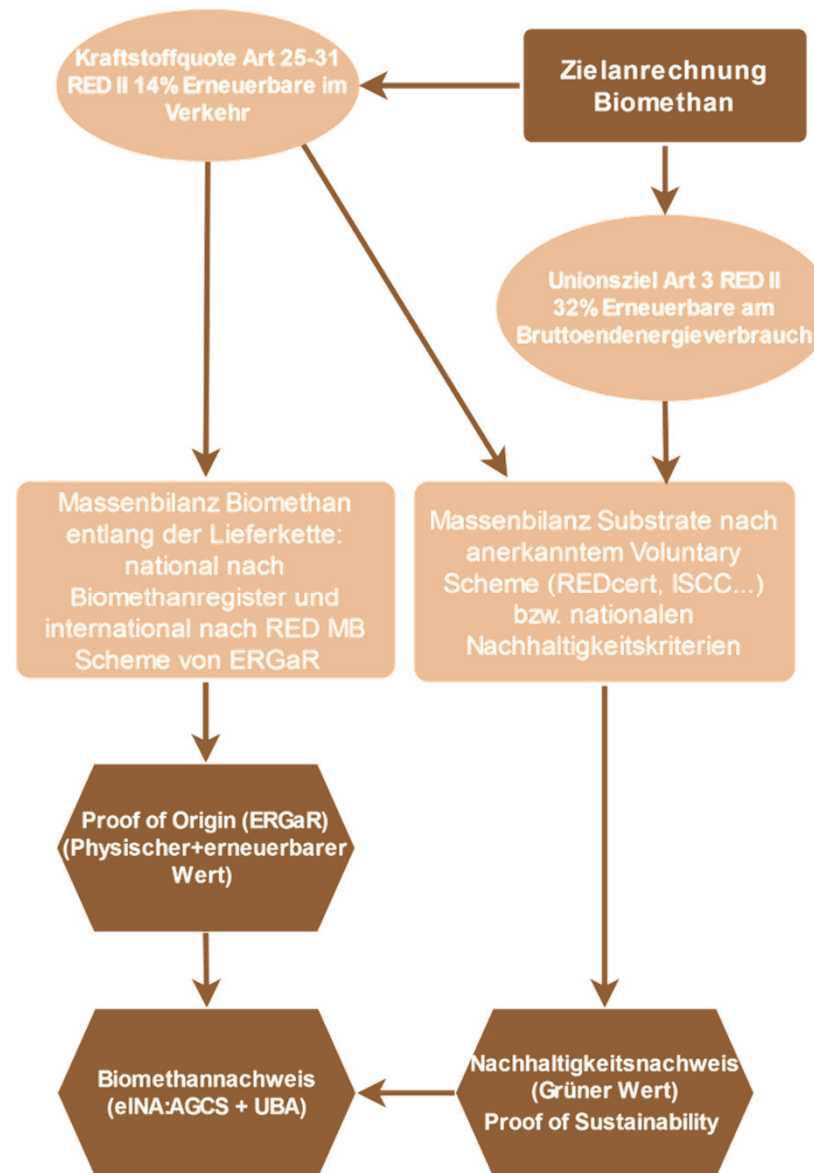 Kraftstoffquote Art 25-31
RED II 14% Erneuerbare im
Verkehr
Zielanrechnung
Biomethan
Unionsziel Art 3 RED II
32% Erneuerbare am
Bruttoendenergieverbrauch
Massenbilanz Biomethan
entlang der Lieferkette:
national nach
Biomethanregister und
international nach RED MB
Scheme von ERGaR
Massenbilanz Substrate nach
anerkanntem Voluntary
Scheme (REDcert, ISCC...)
bzw. nationalen
Nachhaltigkeitskriterien
Proof of Origin (ERGaR)
(Physischer+erneuerbarer
Wert)
Biomethannachweis
(elNA:AGCS + UBA)
Nachhaltigkeitsnachweis
(Grüner Wert)
Proof of Sustainability